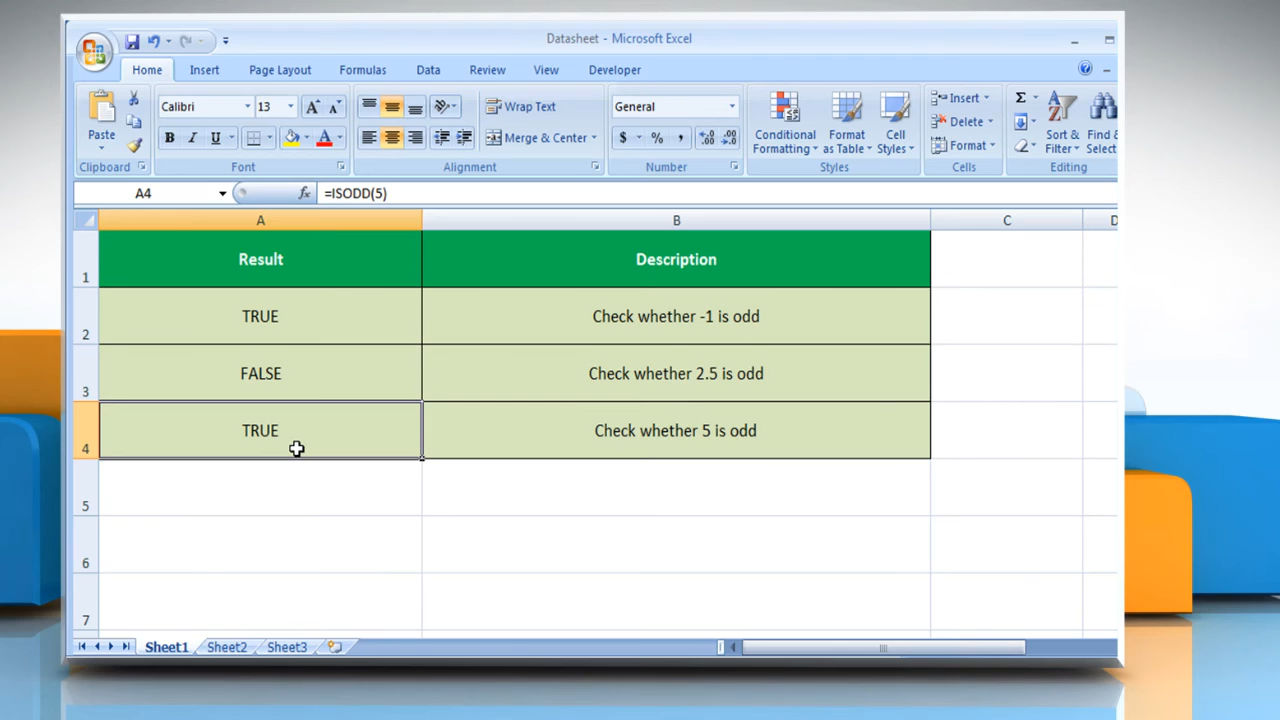 Datasheet - Microsoft Excel
Home Insert Page Layout Formulas Data Review View Developer
Calibri 13 Wrap Text General Insert Σ
Paste B I U Merge & Center $ % , Conditional Formatting Format as Table Cell Styles Delete Format Sort & Filter Find & Select
Clipboard Font Alignment Number Styles Cells Editing
A4 fx =ISODD(5)
A B C D
1 Result Description
2 TRUE Check whether -1 is odd
3 FALSE Check whether 2.5 is odd
4 TRUE Check whether 5 is odd
5
6
7
Sheet1 Sheet2 Sheet3